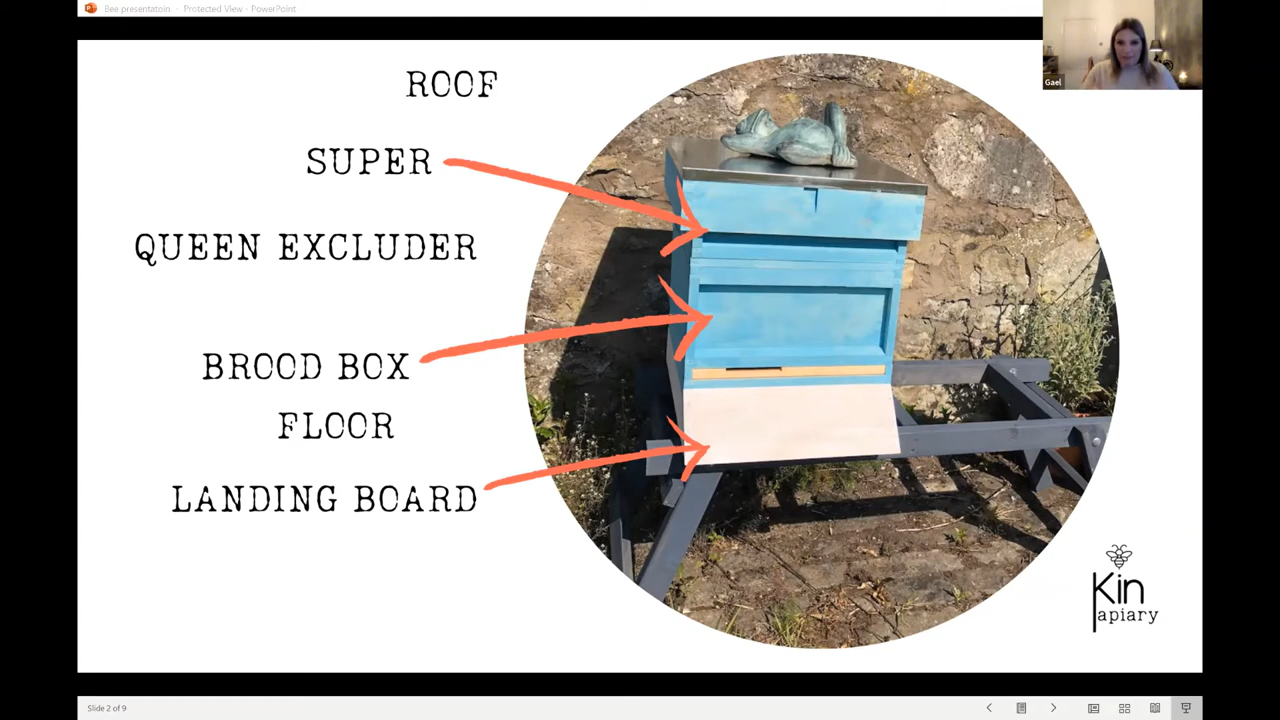 Bee presentatoin. - Protected View - PowerPoint
Gael
ROOF
SUPER
QUEEN EXCLUDER
BROOD BOX
FLOOR
LANDING BOARD
Kin
apiary
Slide 2 of 9